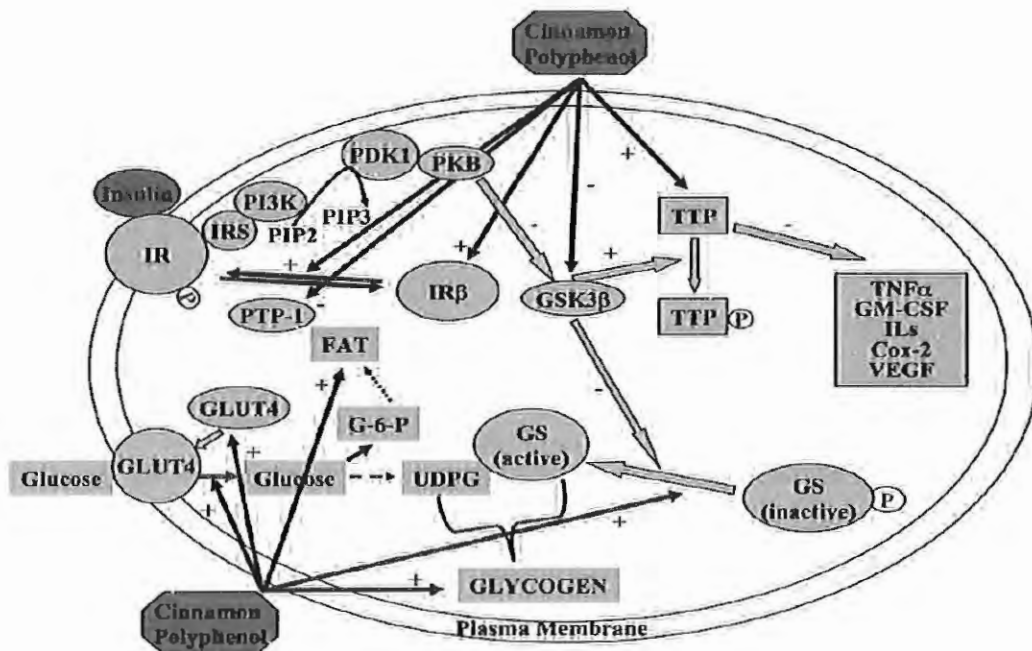 Cinnamon
Polyphenol
PDK1
PKB
Insulin
PI3K
IRS
PIP2
PIP3
IR
P
+
-
+
-
+
TTP
-
+
IRβ
GSK3β
+
PTP-1
-
TTP
P
TNFα
GM-CSF
ILs
Cox-2
VEGF
FAT
+
-
GLUT4
G-6-P
GS
(active)
Glucose
GLUT4
+
Glucose
UDPG
GS
(inactive)
P
+
+
GLYCOGEN
+
Cinnamon
Polyphenol
Plasma Membrane